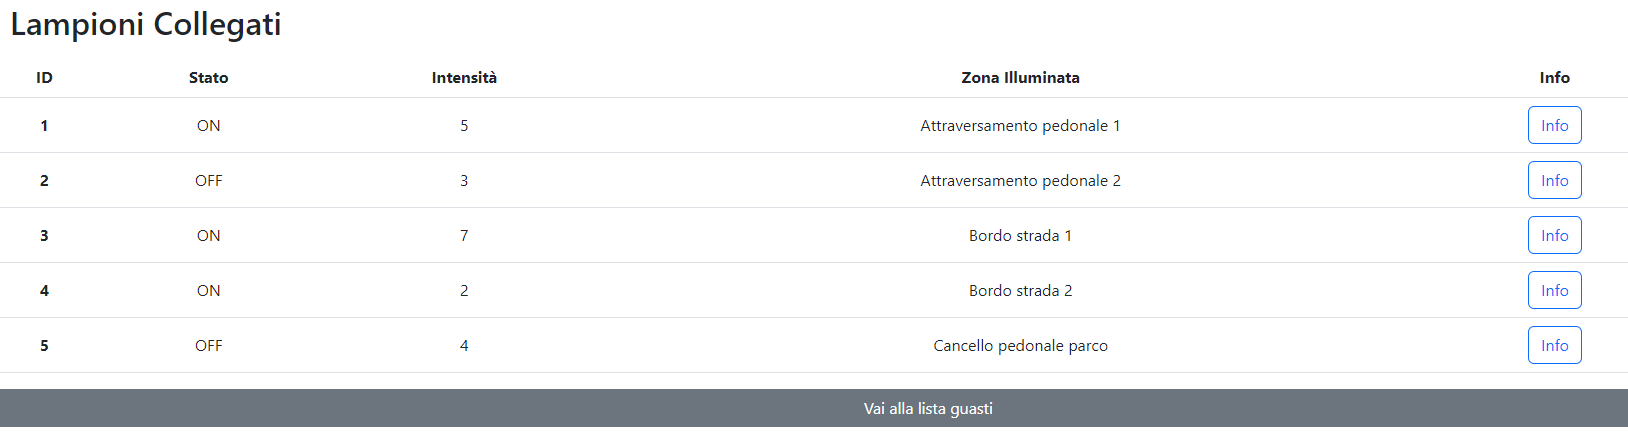 Lampioni Collegati
ID Stato Intensità Zona Illuminata Info
1 ON 5 Attraversamento pedonale 1 Info
2 OFF 3 Attraversamento pedonale 2 Info
3 ON 7 Bordo strada 1 Info
4 ON 2 Bordo strada 2 Info
5 OFF 4 Cancello pedonale parco Info
Vai alla lista guasti